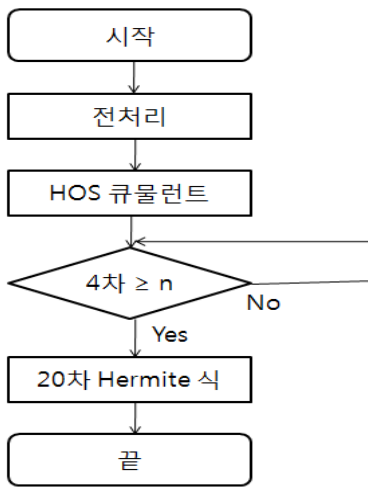 시작
전처리
HOS 큐물런트
4차 ≥ n
No
Yes
20차 Hermite 식
끝